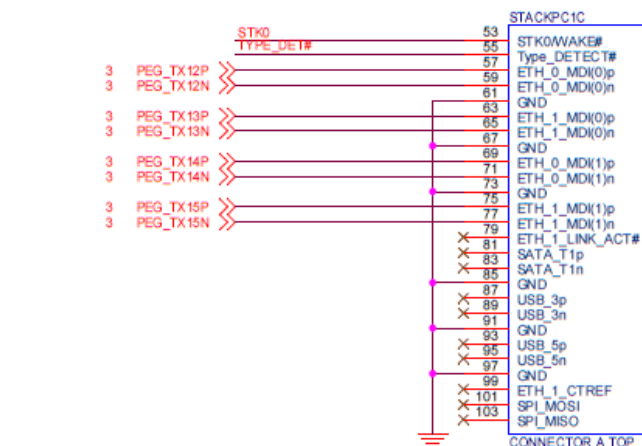 STACKPC1C
STK0 53 STK0/WAKE#
TYPE_DET# 55 Type_DETECT#
3 PEG_TX12P 57 ETH_0_MDI(0)p
3 PEG_TX12N 59 ETH_0_MDI(0)n
61 GND
3 PEG_TX13P 63 ETH_1_MDI(0)p
3 PEG_TX13N 65 ETH_1_MDI(0)n
67 GND
3 PEG_TX14P 69 ETH_0_MDI(1)p
3 PEG_TX14N 71 ETH_0_MDI(1)n
73 GND
3 PEG_TX15P 75 ETH_1_MDI(1)p
3 PEG_TX15N 77 ETH_1_MDI(1)n
79 ETH_1_LINK_ACT#
81 SATA_T1p
83 SATA_T1n
85 GND
87 USB_3p
89 USB_3n
91 GND
93 USB_5p
95 USB_5n
97 GND
99 ETH_1_CTREF
101 SPI_MOSI
103 SPI_MISO
CONNECTOR A TOP